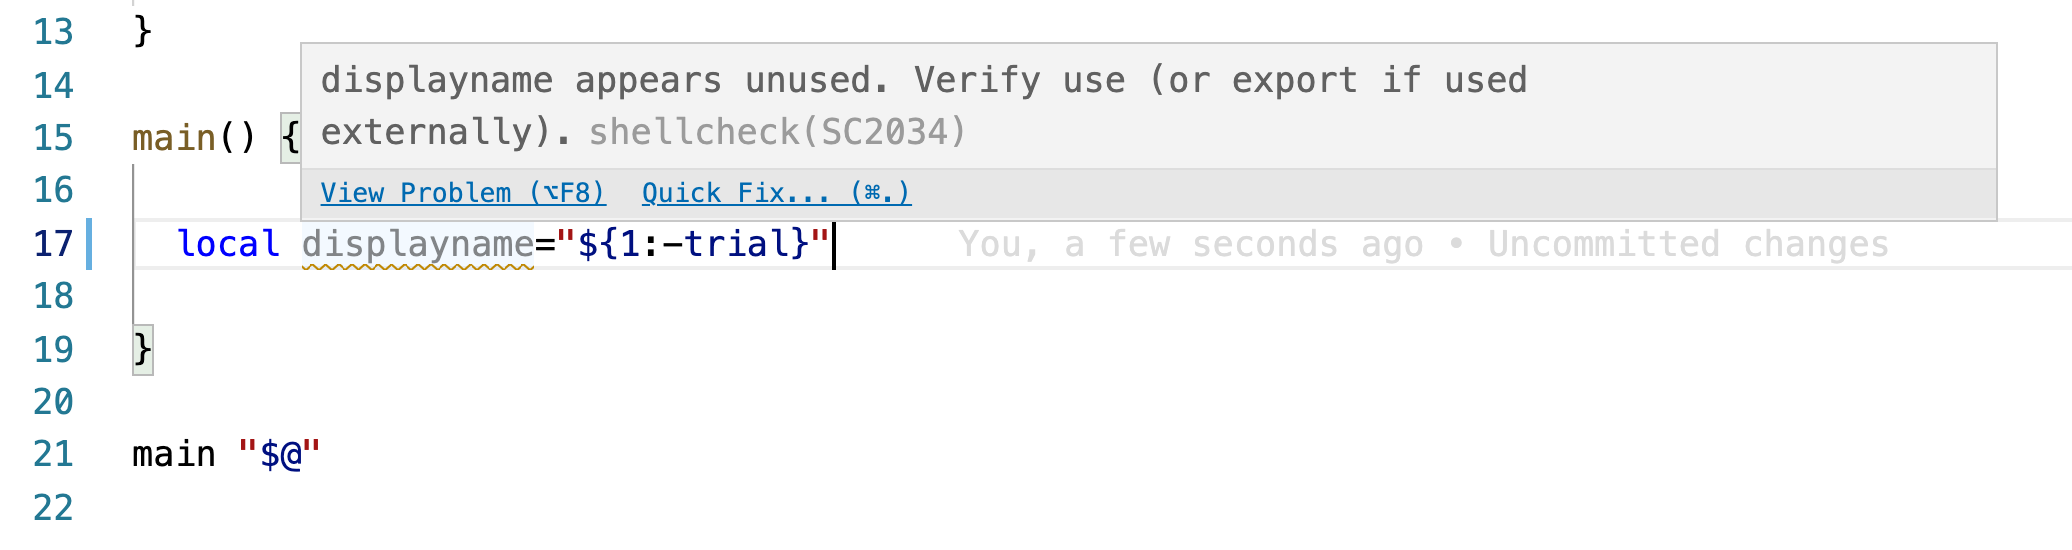 13 }
14
displayname appears unused. Verify use (or export if used
15 main() {
externally). shellcheck(SC2034)
16
View Problem (⌥F8) Quick Fix... (⌘.)
17 local displayname="${1:-trial}" You, a few seconds ago • Uncommitted changes
18
19 }
20
21 main "$@"
22